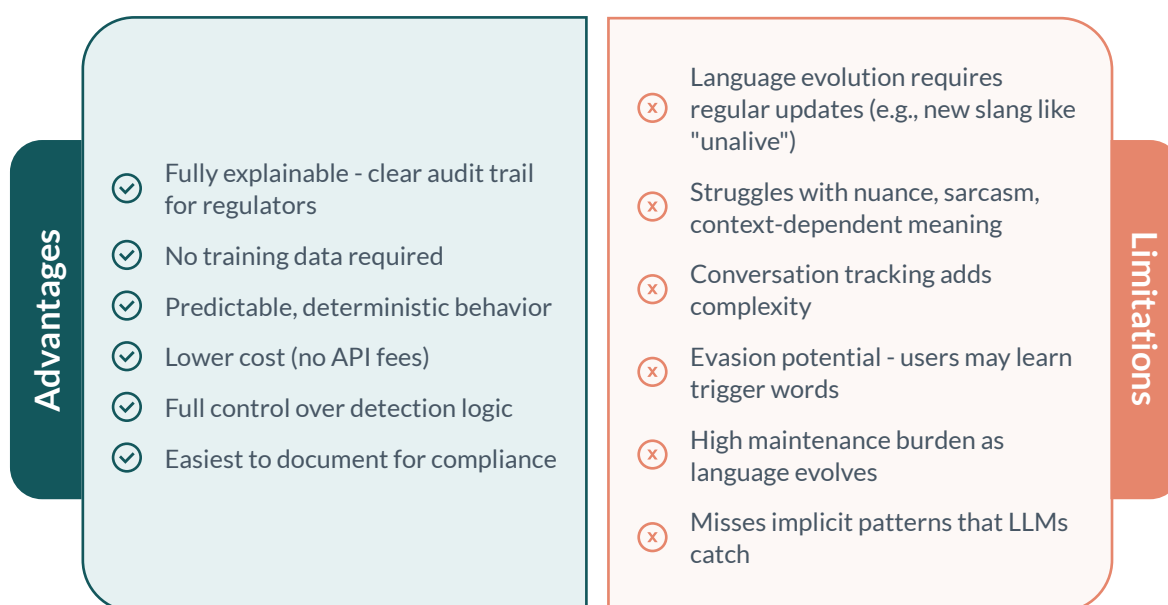 Advantages
Fully explainable - clear audit trail
for regulators
No training data required
Predictable, deterministic behavior
Lower cost (no API fees)
Full control over detection logic
Easiest to document for compliance
Limitations
Language evolution requires
regular updates (e.g., new slang like
"unalive")
Struggles with nuance, sarcasm,
context-dependent meaning
Conversation tracking adds
complexity
Evasion potential - users may learn
trigger words
High maintenance burden as
language evolves
Misses implicit patterns that LLMs
catch